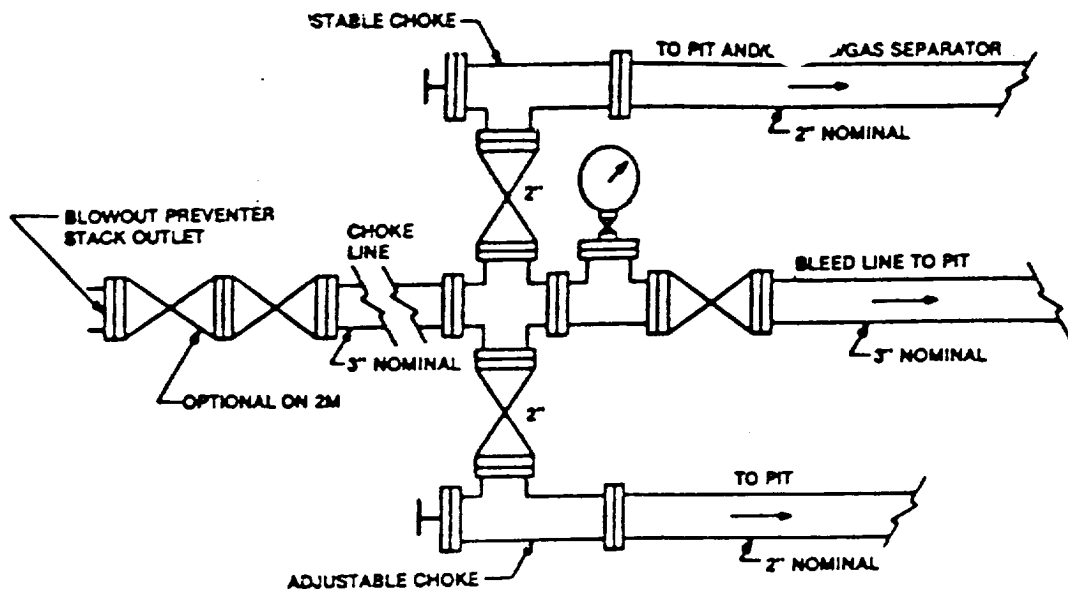 STABLE CHOKE
TO PIT AND/ /GAS SEPARATOR
2" NOMINAL
2"
BLOWOUT PREVENTER
STACK OUTLET
CHOKE
LINE
BLEED LINE TO PIT
3" NOMINAL
3" NOMINAL
OPTIONAL ON 2M
2"
TO PIT
2" NOMINAL
ADJUSTABLE CHOKE